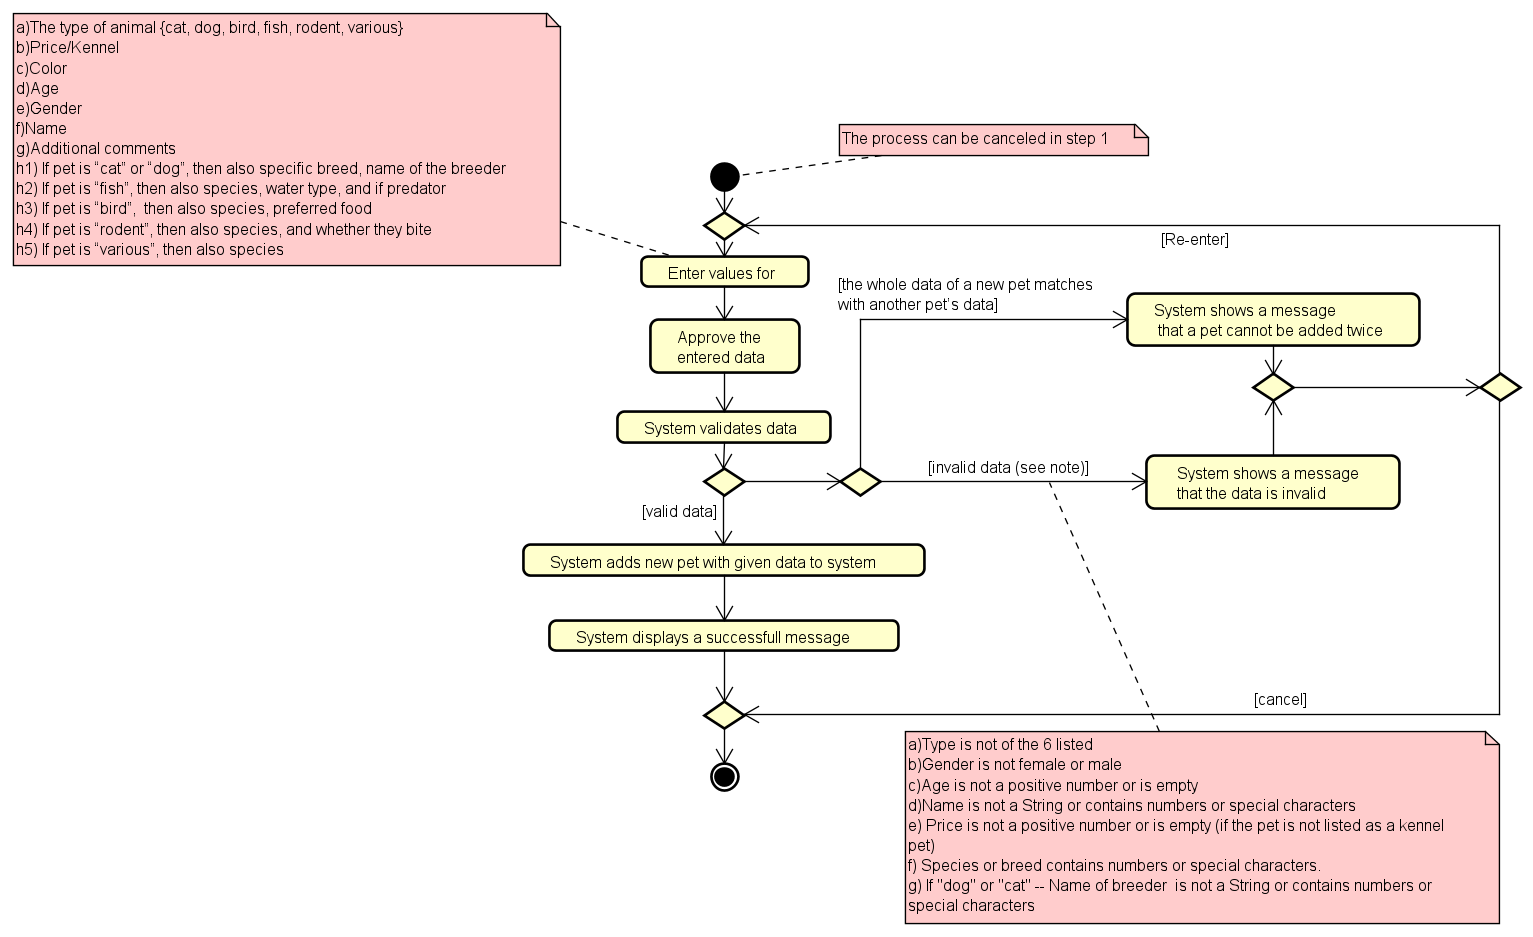 a)The type of animal {cat, dog, bird, fish, rodent, various}
b)Price/Kennel
c)Color
d)Age
e)Gender
f)Name
g)Additional comments
h1) If pet is “cat” or “dog”, then also specific breed, name of the breeder
h2) If pet is “fish”, then also species, water type, and if predator
h3) If pet is “bird”,  then also species, preferred food
h4) If pet is “rodent”, then also species, and whether they bite
h5) If pet is “various”, then also species
The process can be canceled in step 1
[Re-enter]
Enter values for
[the whole data of a new pet matches
with another pet's data]
System shows a message
that a pet cannot be added twice
Approve the
entered data
System validates data
[invalid data (see note)]
System shows a message
that the data is invalid
[valid data]
System adds new pet with given data to system
System displays a successfull message
[cancel]
a)Type is not of the 6 listed
b)Gender is not female or male
c)Age is not a positive number or is empty
d)Name is not a String or contains numbers or special characters
e) Price is not a positive number or is empty (if the pet is not listed as a kennel
pet)
f) Species or breed contains numbers or special characters.
g) If "dog" or "cat" -- Name of breeder  is not a String or contains numbers or
special characters